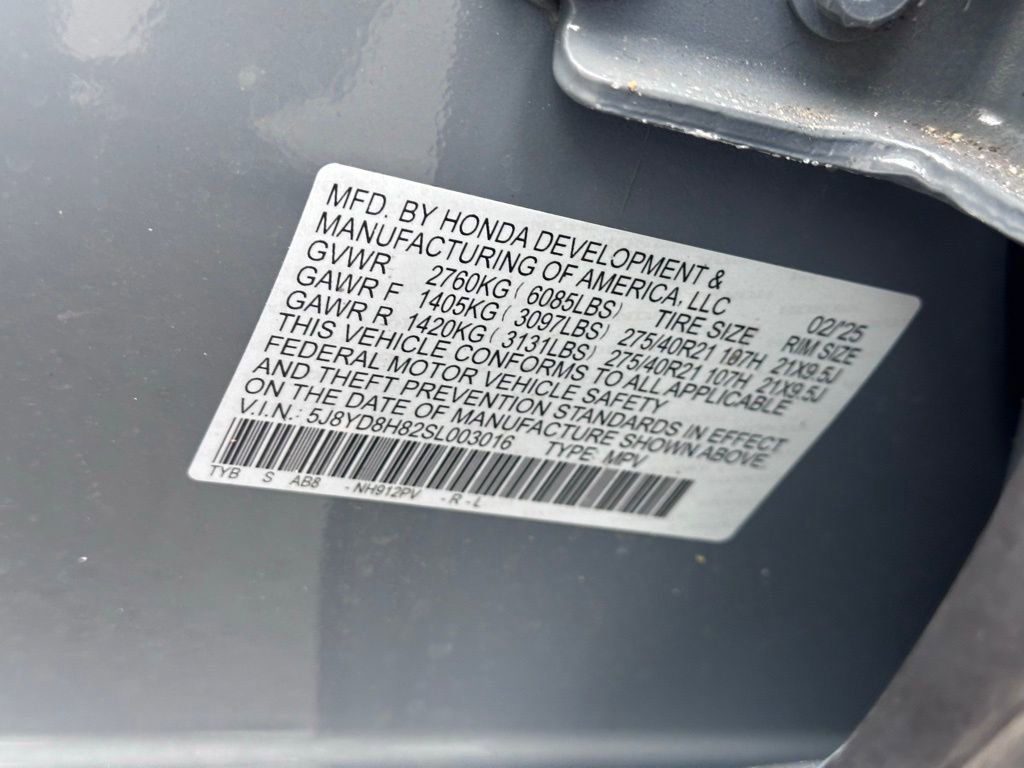 MFD. BY HONDA DEVELOPMENT &
MANUFACTURING OF AMERICA, LLC 02/'25
GVWR 2760KG ( 6085LBS) TIRE SIZE RIM SIZE
GAWR F 1405KG ( 3097LBS) 275/40R21 107H 21X9.5J
GAWR R 1420KG ( 3131LBS) 275/40R21 107H 21X9.5J
THIS VEHICLE CONFORMS TO ALL APPLICABLE
FEDERAL MOTOR VEHICLE SAFETY
AND THEFT PREVENTION STANDARDS IN EFFECT
ON THE DATE OF MANUFACTURE SHOWN ABOVE.
V.I.N.: 5J8YD8H82SL003016 TYPE MPV
TYB S AB8 - NH912PV - R - L